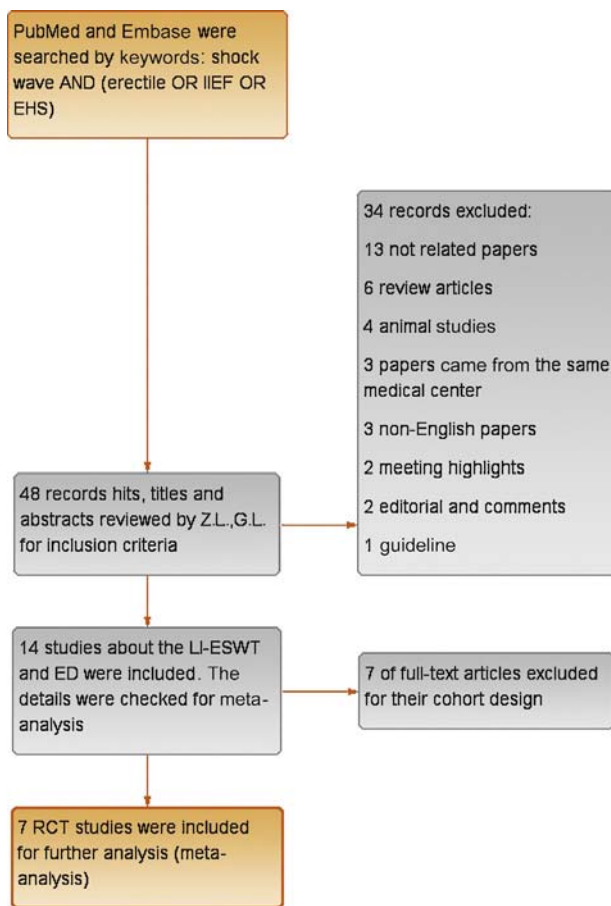 PubMed and Embase were
searched by keywords: shock
wave AND (erectile OR IIEF OR
EHS)
34 records excluded:
13 not related papers
6 review articles
4 animal studies
3 papers came from the same
medical center
3 non-English papers
2 meeting highlights
2 editorial and comments
1 guideline
48 records hits, titles and
abstracts reviewed by Z.L.,G.L.
for inclusion criteria
14 studies about the LI-ESWT
and ED were included. The
details were checked for meta-
analysis
7 of full-text articles excluded
for their cohort design
7 RCT studies were included
for further analysis (meta-
analysis)